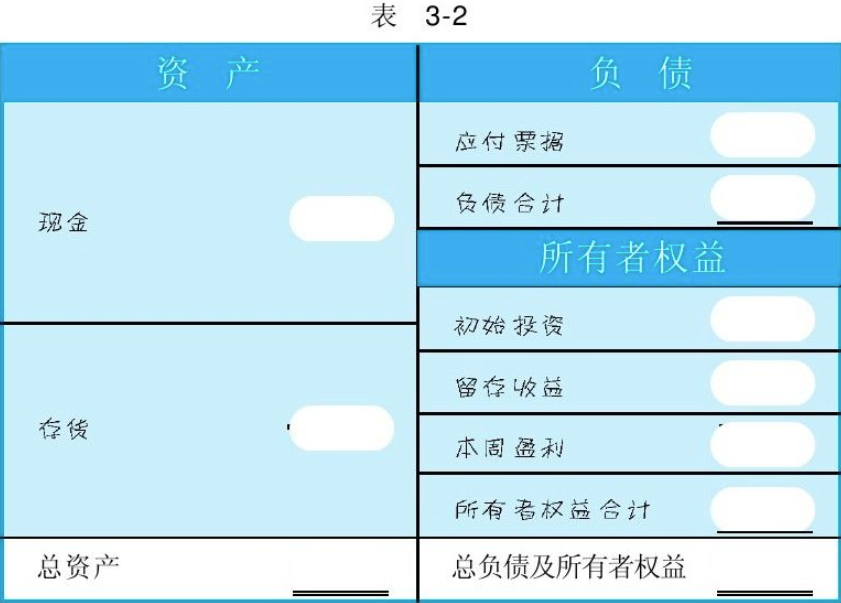 表 3-2
资 产
现金
存货
总资产
负 债
应付票据
负债合计
所有者权益
初始投资
留存收益
本周盈利
所有者权益合计
总负债及所有者权益